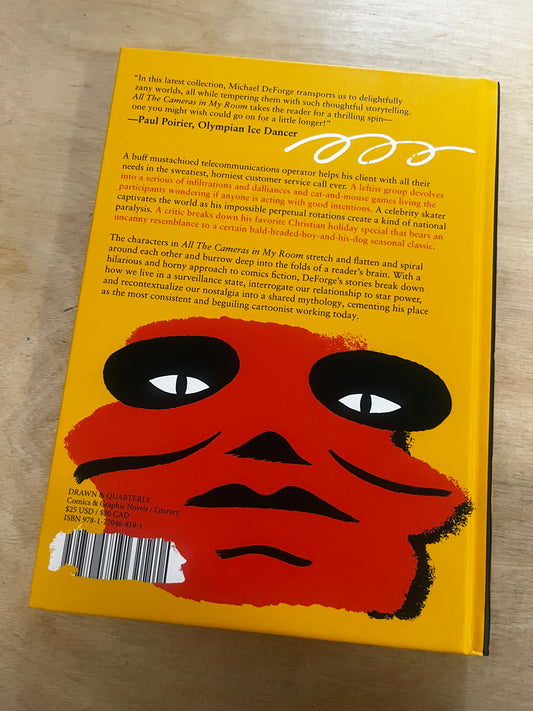 “In this latest collection, Michael DeForge transports us to delightfully
zany worlds, all while tempering them with such thoughtful storytelling.
All The Cameras in My Room takes the reader for a thrilling spin—
one you might wish could go on for a little longer!”
—Paul Poirier, Olympian Ice Dancer
A buff mustachioed telecommunications operator helps his client with all their
needs in the sweatiest, horniest customer service call ever. A leftist group devolves
into a serious of infiltrations and dalliances and cat-and-mouse games living the
participants wondering if anyone is acting with good intentions. A celebrity skater
captivates the world as his impossible perpetual rotations create a kind of national
paralysis. A critic breaks down his favorite Christian holiday special that bears an
uncanny resemblance to a certain bald-headed-boy-and-his-dog seasonal classic.
The characters in All The Cameras in My Room stretch and flatten and spiral
around each other and burrow deep into the folds of a reader’s brain. With a
hilarious and horny approach to comics fiction, DeForge’s stories break down
how we live in a surveillance state, interrogate our relationship to star power,
and recontextualize our nostalgia into a shared mythology, cementing his place
as the most consistent and beguiling cartoonist working today.
DRAWN & QUARTERLY
Comics & Graphic Novels / Literary
$25 USD / $30 CAD
ISBN 978-1-77046-819-1